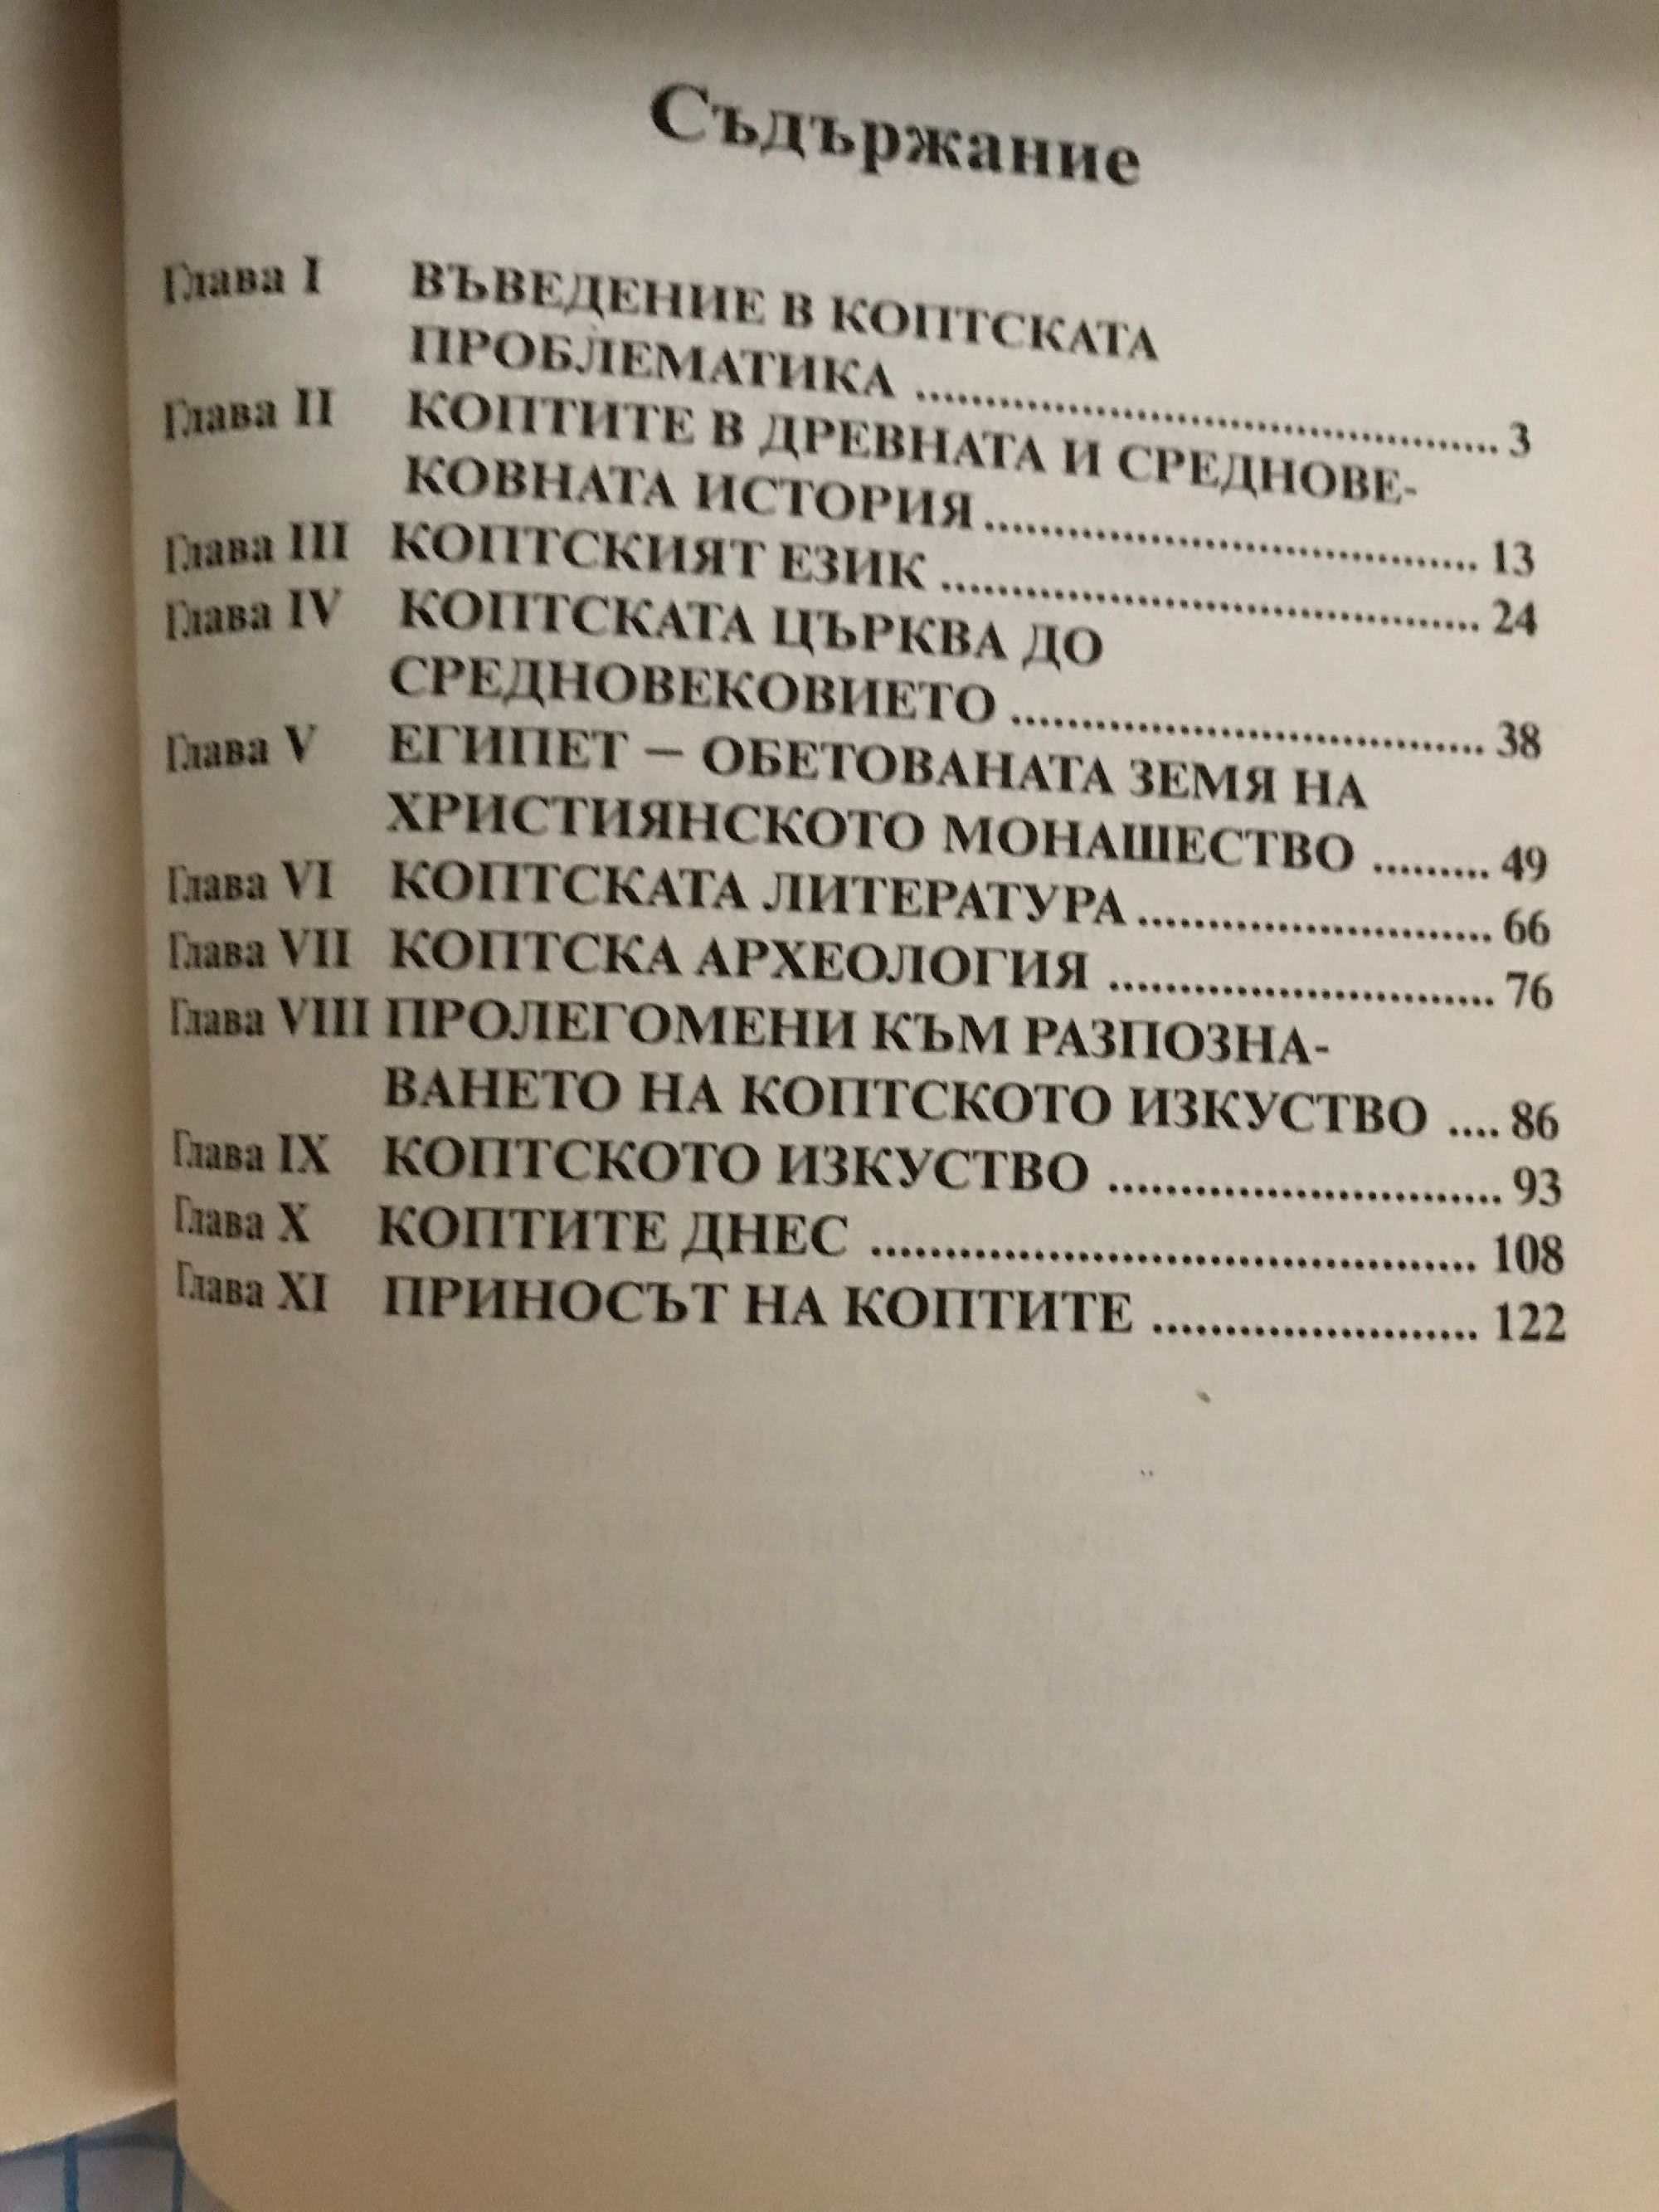 Съдържание
Глава I ВЪВЕДЕНИЕ В КОПТСКАТА
ПРОБЛЕМАТИКА ........................................ 3
Глава II КОПТИТЕ В ДРЕВНАТА И СРЕДНОВЕ-
КОВНАТА ИСТОРИЯ .................................. 13
Глава III КОПТСКИЯТ ЕЗИК ..................................... 24
Глава IV КОПТСКАТА ЦЪРКВА ДО
СРЕДНОВЕКОВИЕТО ................................. 38
Глава V ЕГИПЕТ – ОБЕТОВАНАТА ЗЕМЯ НА
ХРИСТИЯНСКОТО МОНАШЕСТВО ......... 49
Глава VI КОПТСКАТА ЛИТЕРАТУРА ......................... 66
Глава VII КОПТСКА АРХЕОЛОГИЯ ........................... 76
Глава VIII ПРОЛЕГОМЕНИ КЪМ РАЗПОЗНА-
ВАНЕТО НА КОПТСКОТО ИЗКУСТВО .... 86
Глава IX КОПТСКОТО ИЗКУСТВО ........................... 93
Глава X КОПТИТЕ ДНЕС ......................................... 108
Глава XI ПРИНОСЪТ НА КОПТИТЕ ...................... 122